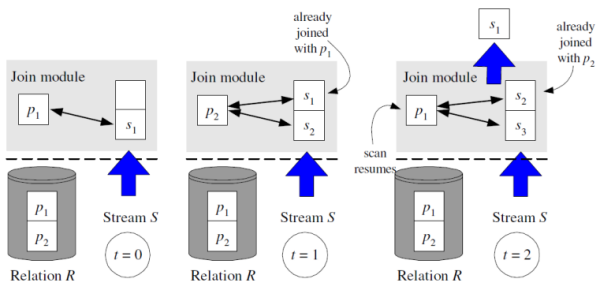 Join module
p1
s1
p1
p2
Stream S
t = 0
Relation R
already
joined
with p1
Join module
p2
s1
s2
p1
p2
Stream S
t = 1
Relation R
s1
already
joined
with p2
Join module
p1
s2
s3
scan
resumes
p1
p2
Stream S
t = 2
Relation R